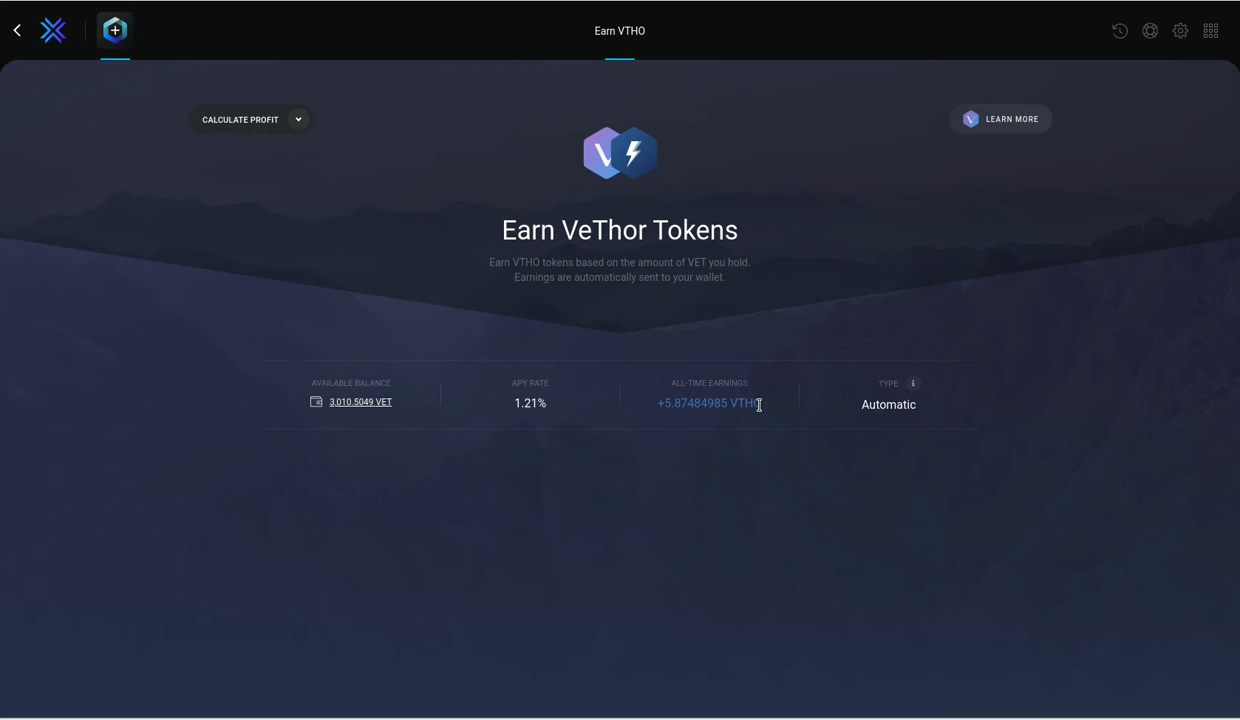 Earn VTHO
CALCULATE PROFIT
LEARN MORE
Earn VeThor Tokens
Earn VTHO tokens based on the amount of VET you hold.
Earnings are automatically sent to your wallet.
AVAILABLE BALANCE
3,010.5049 VET
APY RATE
1.21%
ALL-TIME EARNINGS
+5.87484985 VTHO
TYPE i
Automatic